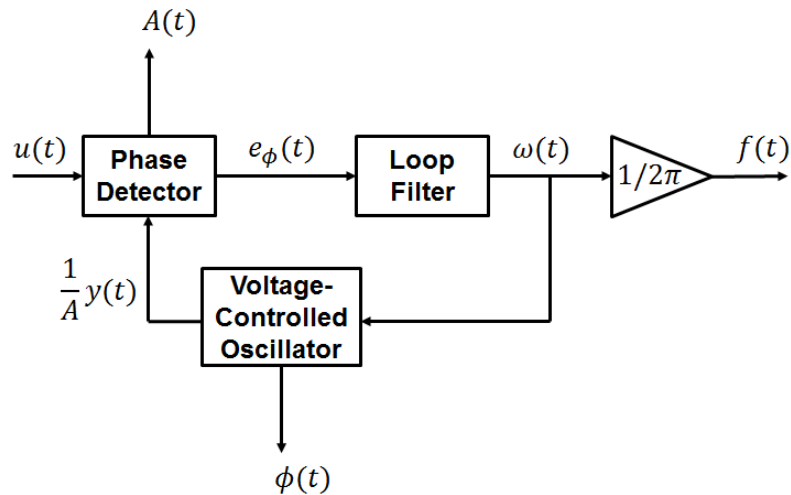 A(t)
u(t)
Phase
Detector
e_ϕ(t)
Loop
Filter
ω(t)
1/2π
f(t)
1/A y(t)
Voltage-
Controlled
Oscillator
ϕ(t)